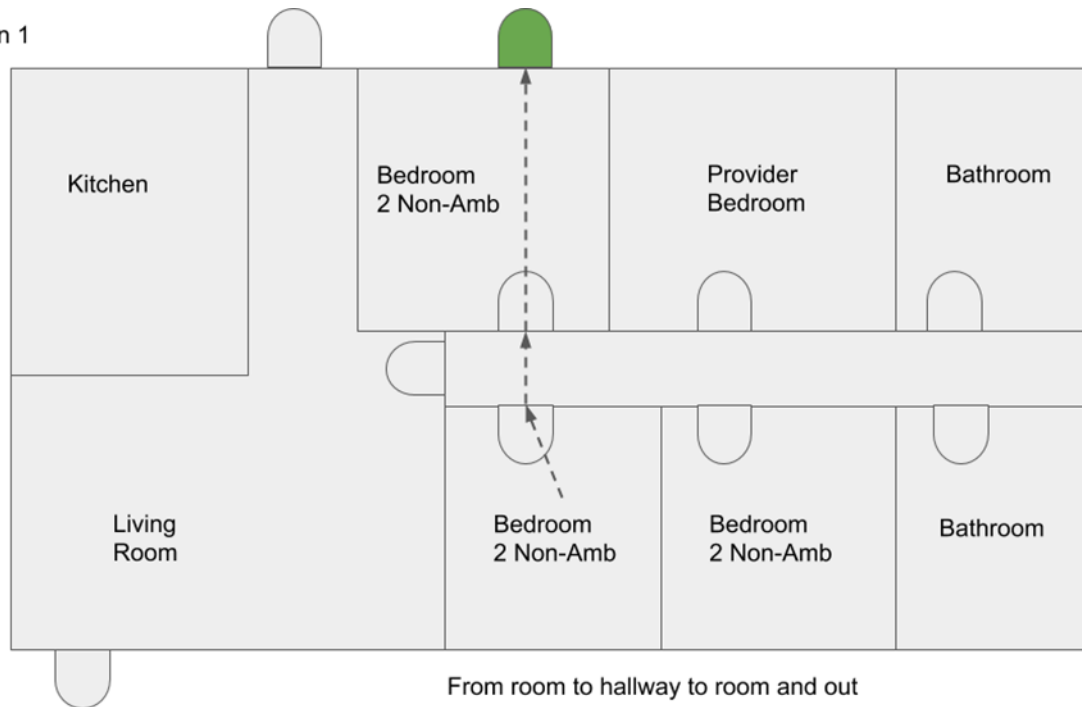 n 1
Kitchen
Bedroom
2 Non-Amb
Provider
Bedroom
Bathroom
Living
Room
Bedroom
2 Non-Amb
Bedroom
2 Non-Amb
Bathroom
From room to hallway to room and out